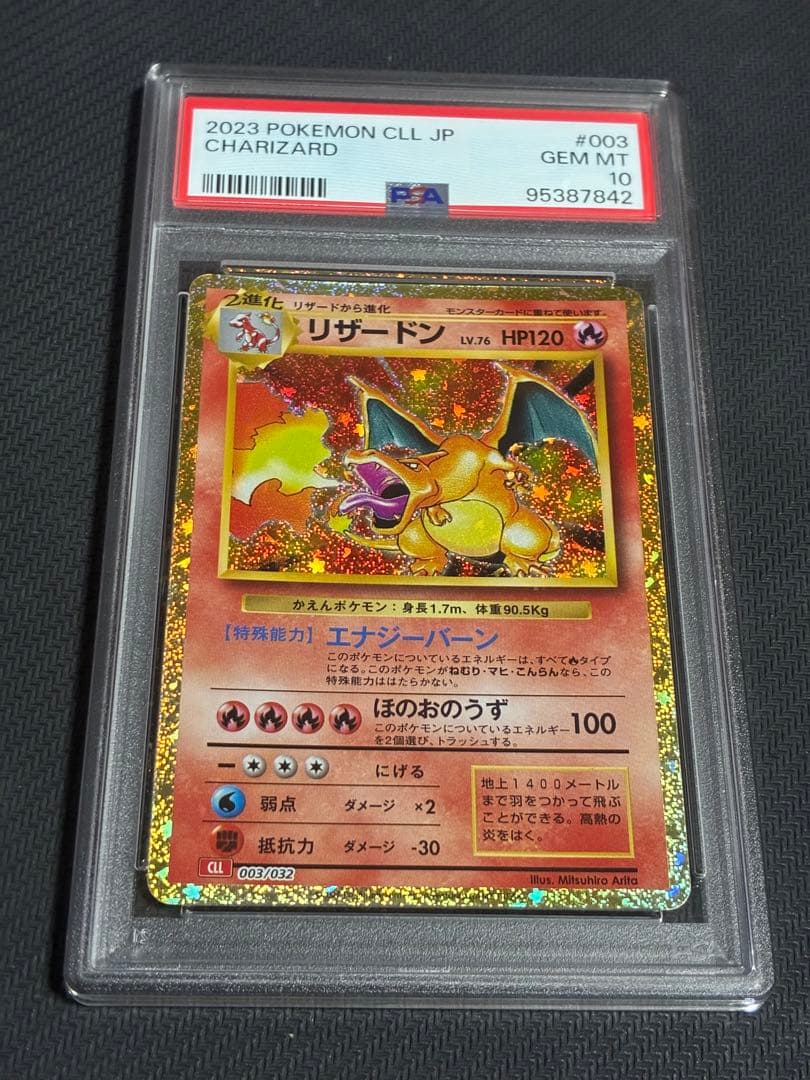 2023 POKEMON CLL JP
#003
CHARIZARD
GEM MT
10
PSA
95387842
2進化 リザードから進化
モンスターカードに重ねて使います
リザードン LV.76 HP120
かえんポケモン:身長1.7m、体重90.5Kg
【特殊能力】エナジーバーン
このポケモンについているエネルギーは、すべてタイプ
になる。このポケモンがねむり・マヒ・こんらんなら、この
特殊能力ははたらかない。
ほのおのうず 100
このポケモンについているエネルギー
を2個選び、トラッシュする。
にげる
弱点 ダメージ ×2
抵抗力 ダメージ -30
地上1400メートル
まで羽をつかって飛ぶ
ことができる。高熱の
炎をはく。
CLL 003/032
Illus. Mitsuhiro Arita